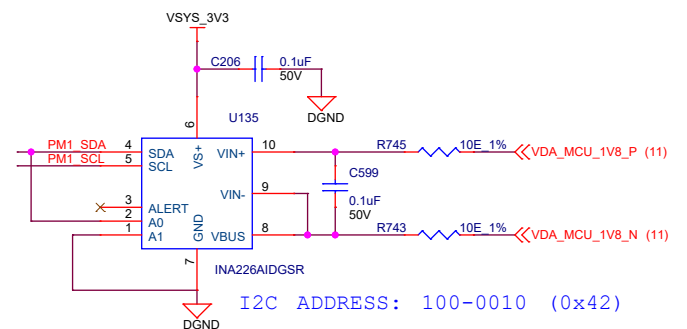 VSYS_3V3
C206
0.1uF
50V
DGND
U135
6
VS+
PM1_SDA 4 SDA
PM1_SCL 5 SCL
3 ALERT
2 A0
1 A1
GND
7
VIN+ 10
VIN- 9
VBUS 8
R745 10E_1% VDA_MCU_1V8_P (11)
C599
0.1uF
50V
R743 10E_1% VDA_MCU_1V8_N (11)
INA226AIDGSR
DGND
I2C ADDRESS: 100-0010 (0x42)